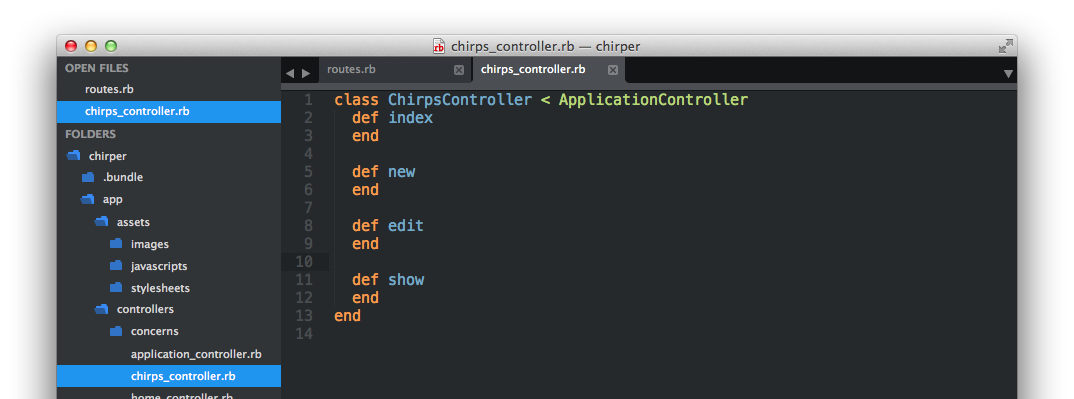 chirps_controller.rb — chirper
OPEN FILES
routes.rb
chirps_controller.rb
FOLDERS
chirper
.bundle
app
assets
images
javascripts
stylesheets
controllers
concerns
application_controller.rb
chirps_controller.rb
home_controller.rb
routes.rb
chirps_controller.rb
1 class ChirpsController < ApplicationController
2 def index
3 end
4
5 def new
6 end
7
8 def edit
9 end
10
11 def show
12 end
13 end
14